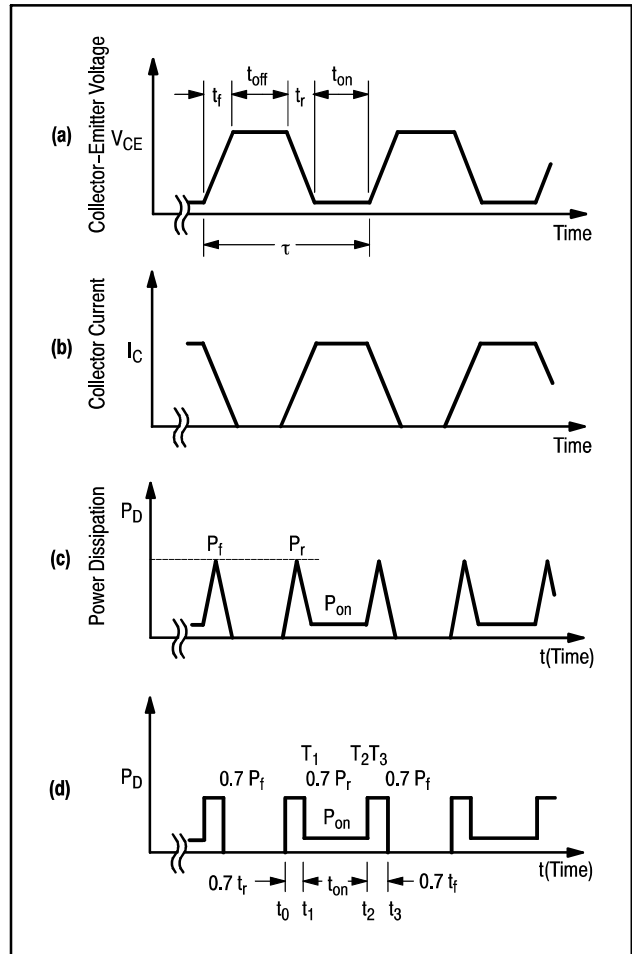 t_f t_off t_r t_on
(a)
Collector–Emitter Voltage
V_CE
Time
τ
(b)
Collector Current
I_C
Time
(c)
Power Dissipation
P_D
P_f P_r
P_on
t(Time)
(d)
P_D
T_1 T_2T_3
0.7 P_f 0.7 P_r 0.7 P_f
P_on
t(Time)
0.7 t_r t_on 0.7 t_f
t_0 t_1 t_2 t_3